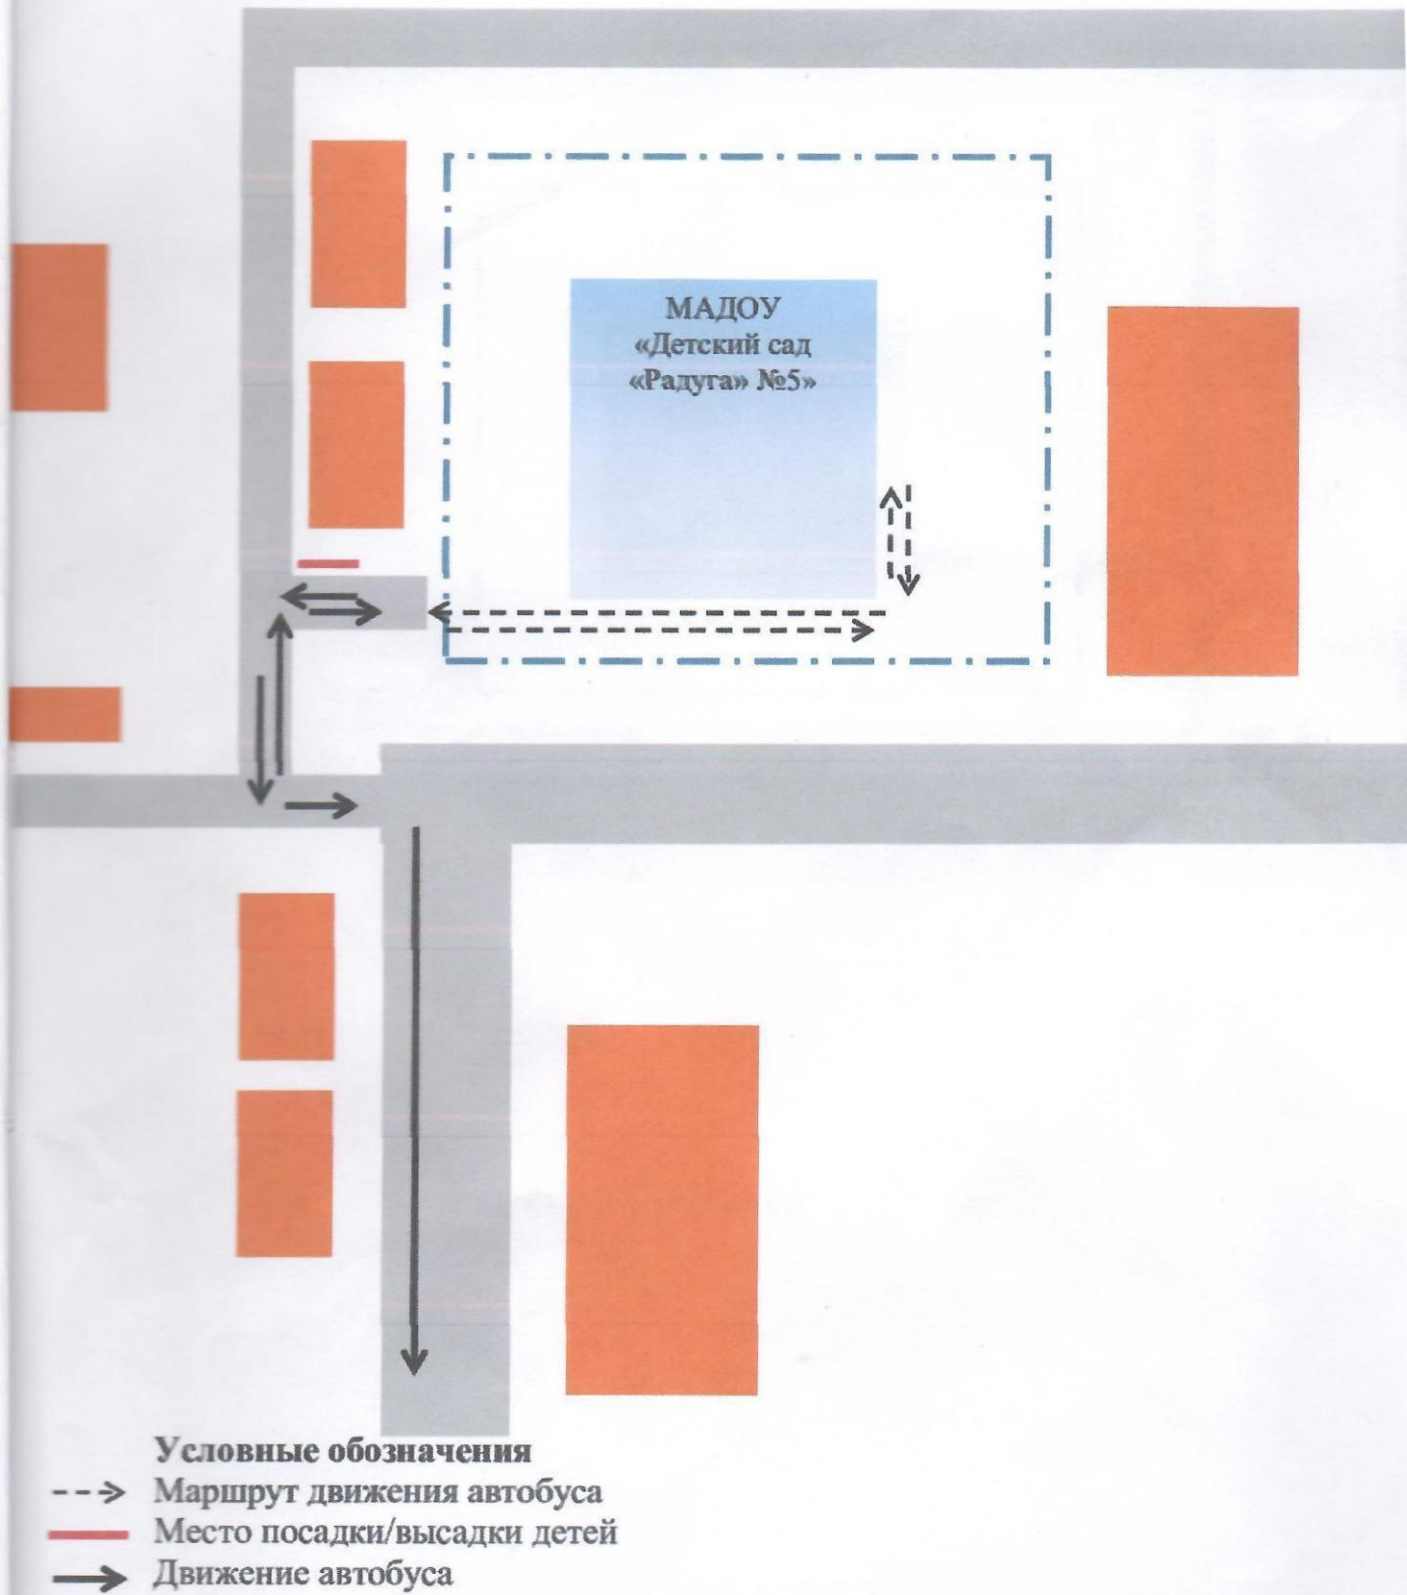 МАДОУ
«Детский сад
«Радуга» №5»
Условные обозначения
Маршрут движения автобуса
Место посадки/высадки детей
Движение автобуса